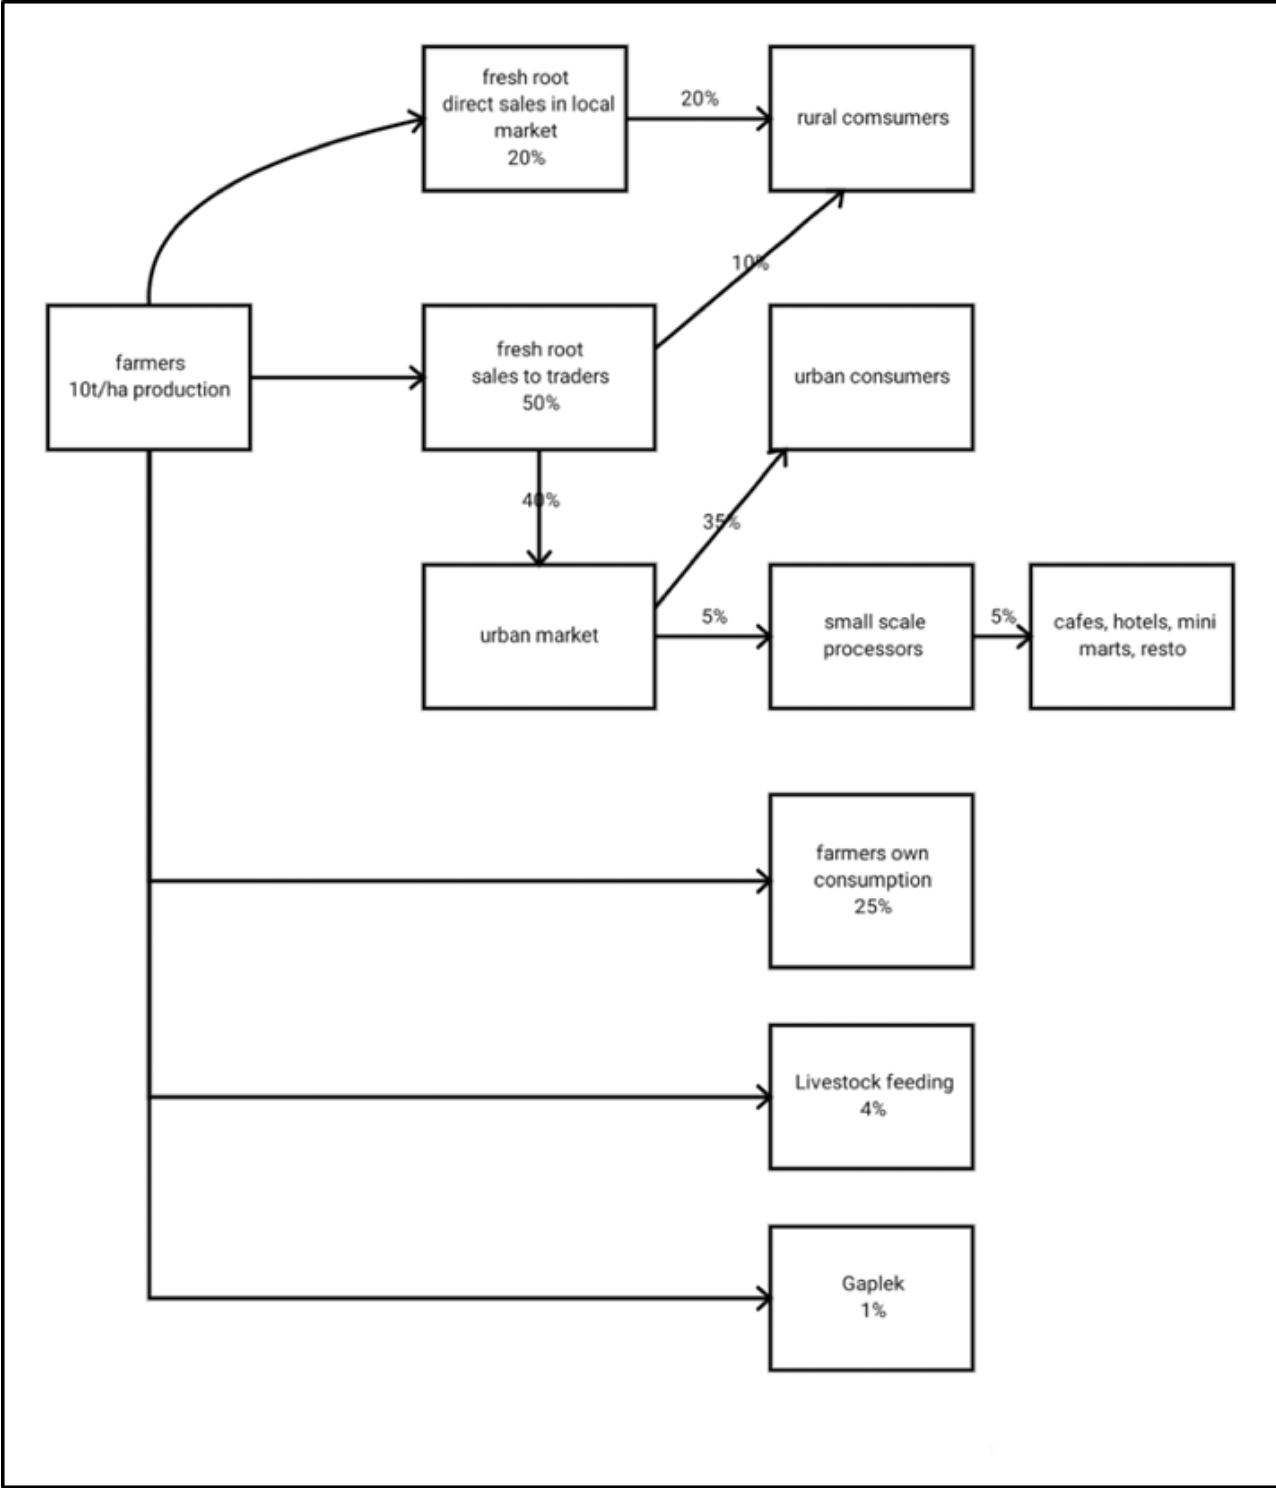 fresh root
direct sales in local
market
20%
20%
rural comsumers
10%
farmers
10t/ha production
fresh root
sales to traders
50%
urban consumers
40%
35%
urban market
5%
small scale
processors
5%
cafes, hotels, mini
marts, resto
farmers own
consumption
25%
Livestock feeding
4%
Gaplek
1%